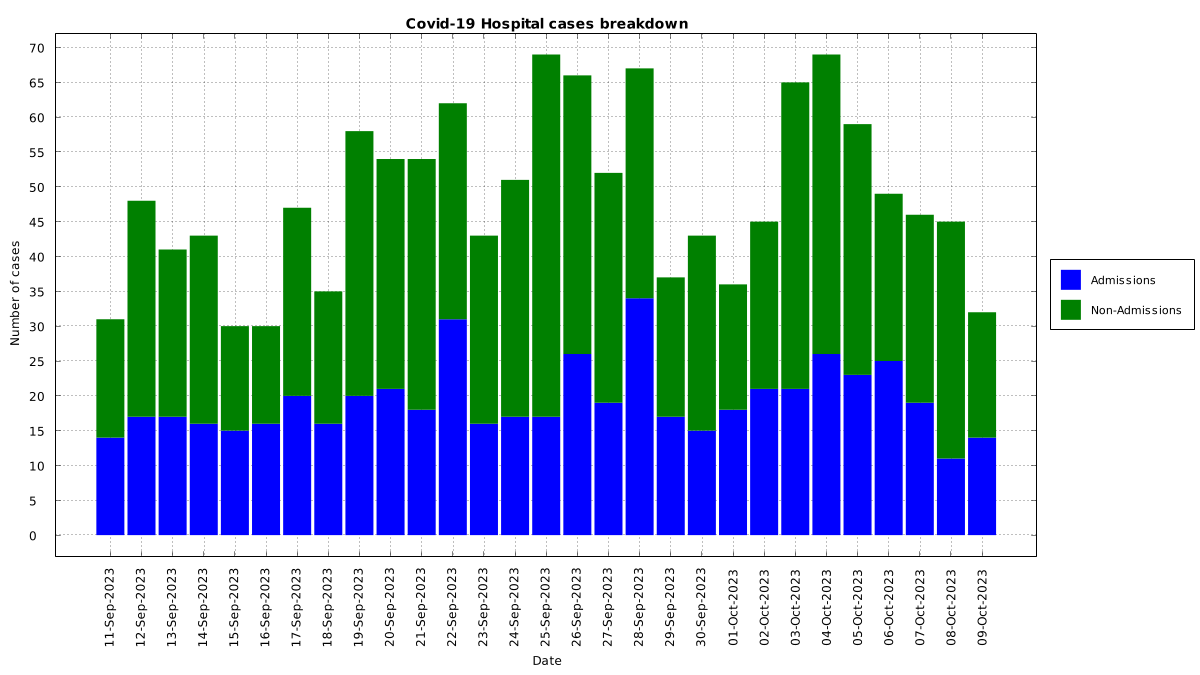 Covid-19 Hospital cases breakdown
70
65
60
55
50
45
40
35
30
25
20
15
10
5
0
Number of cases
11-Sep-2023
12-Sep-2023
13-Sep-2023
14-Sep-2023
15-Sep-2023
16-Sep-2023
17-Sep-2023
18-Sep-2023
19-Sep-2023
20-Sep-2023
21-Sep-2023
22-Sep-2023
23-Sep-2023
24-Sep-2023
25-Sep-2023
26-Sep-2023
27-Sep-2023
28-Sep-2023
29-Sep-2023
30-Sep-2023
01-Oct-2023
02-Oct-2023
03-Oct-2023
04-Oct-2023
05-Oct-2023
06-Oct-2023
07-Oct-2023
08-Oct-2023
09-Oct-2023
Date
Admissions
Non-Admissions